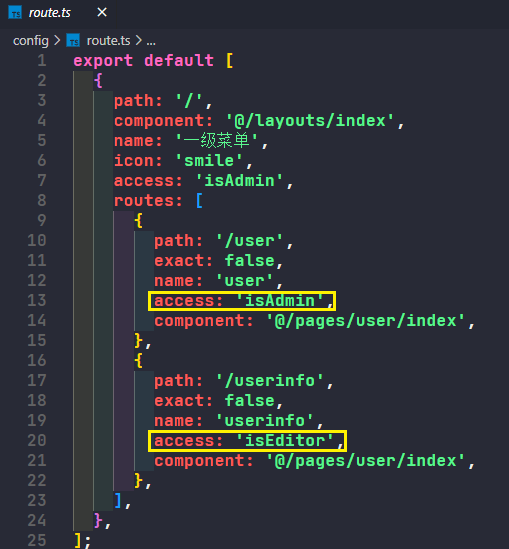 route.ts
config > route.ts > ...
1 export default [
2 {
3 path: '/',
4 component: '@/layouts/index',
5 name: '一级菜单',
6 icon: 'smile',
7 access: 'isAdmin',
8 routes: [
9 {
10 path: '/user',
11 exact: false,
12 name: 'user',
13 access: 'isAdmin',
14 component: '@/pages/user/index',
15 },
16 {
17 path: '/userinfo',
18 exact: false,
19 name: 'userinfo',
20 access: 'isEditor',
21 component: '@/pages/user/index',
22 },
23 ],
24 },
25 ];